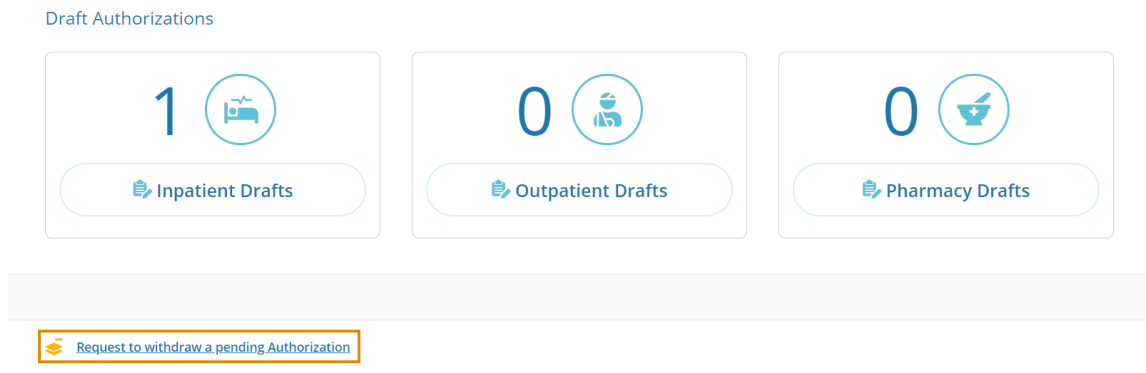 Draft Authorizations
1
0
0
Inpatient Drafts
Outpatient Drafts
Pharmacy Drafts
Request to withdraw a pending Authorization